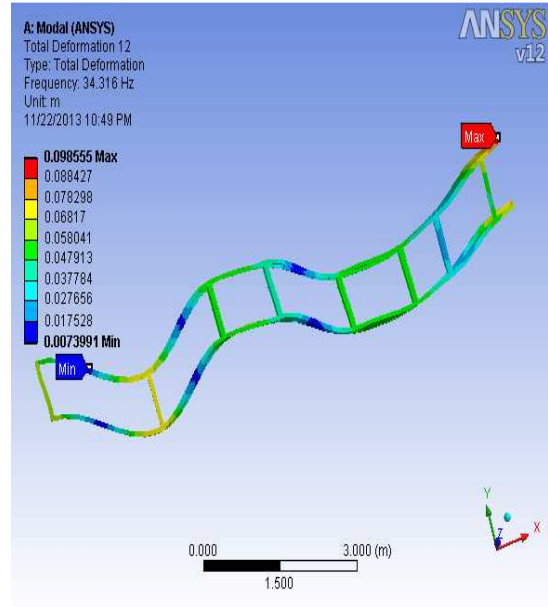 A: Modal (ANSYS)
Total Deformation 12
Type: Total Deformation
Frequency: 34.316 Hz
Unit: m
11/22/2013 10:49 PM
ANSYS
v12
0.098555 Max
0.088427
0.078298
0.06817
0.058041
0.047913
0.037784
0.027656
0.017528
0.0073991 Min
Max
Min
Y
Z
X
0.000
3.000 (m)
1.500